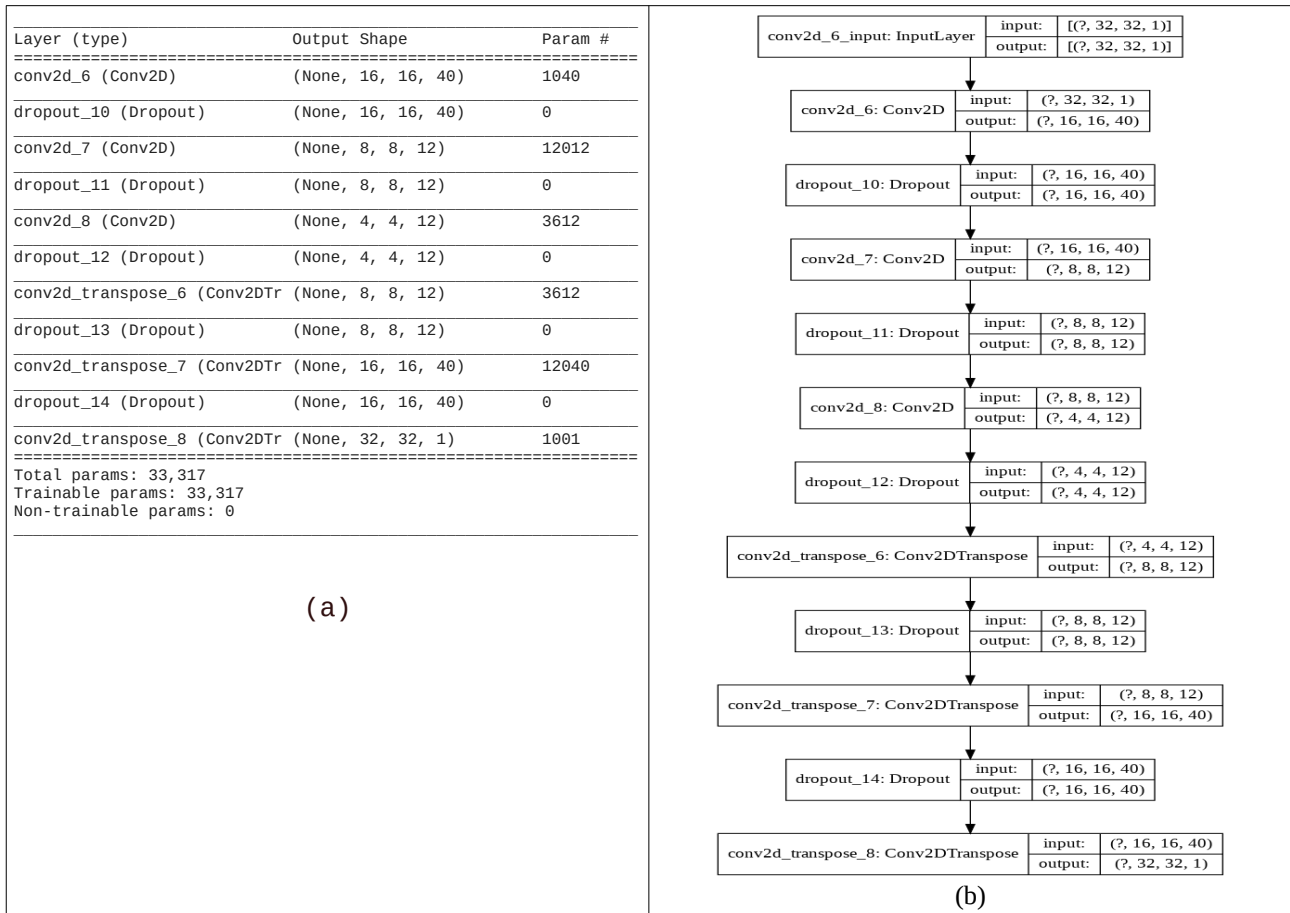 Layer (type) Output Shape Param #
=================================================================
conv2d_6 (Conv2D) (None, 16, 16, 40) 1040
dropout_10 (Dropout) (None, 16, 16, 40) 0
conv2d_7 (Conv2D) (None, 8, 8, 12) 12012
dropout_11 (Dropout) (None, 8, 8, 12) 0
conv2d_8 (Conv2D) (None, 4, 4, 12) 3612
dropout_12 (Dropout) (None, 4, 4, 12) 0
conv2d_transpose_6 (Conv2DTr (None, 8, 8, 12) 3612
dropout_13 (Dropout) (None, 8, 8, 12) 0
conv2d_transpose_7 (Conv2DTr (None, 16, 16, 40) 12040
dropout_14 (Dropout) (None, 16, 16, 40) 0
conv2d_transpose_8 (Conv2DTr (None, 32, 32, 1) 1001
=================================================================
Total params: 33,317
Trainable params: 33,317
Non-trainable params: 0
(a)
conv2d_6_input: InputLayer
input: [(?, 32, 32, 1)]
output: [(?, 32, 32, 1)]
conv2d_6: Conv2D
input: (?, 32, 32, 1)
output: (?, 16, 16, 40)
dropout_10: Dropout
input: (?, 16, 16, 40)
output: (?, 16, 16, 40)
conv2d_7: Conv2D
input: (?, 16, 16, 40)
output: (?, 8, 8, 12)
dropout_11: Dropout
input: (?, 8, 8, 12)
output: (?, 8, 8, 12)
conv2d_8: Conv2D
input: (?, 8, 8, 12)
output: (?, 4, 4, 12)
dropout_12: Dropout
input: (?, 4, 4, 12)
output: (?, 4, 4, 12)
conv2d_transpose_6: Conv2DTranspose
input: (?, 4, 4, 12)
output: (?, 8, 8, 12)
dropout_13: Dropout
input: (?, 8, 8, 12)
output: (?, 8, 8, 12)
conv2d_transpose_7: Conv2DTranspose
input: (?, 8, 8, 12)
output: (?, 16, 16, 40)
dropout_14: Dropout
input: (?, 16, 16, 40)
output: (?, 16, 16, 40)
conv2d_transpose_8: Conv2DTranspose
input: (?, 16, 16, 40)
output: (?, 32, 32, 1)
(b)